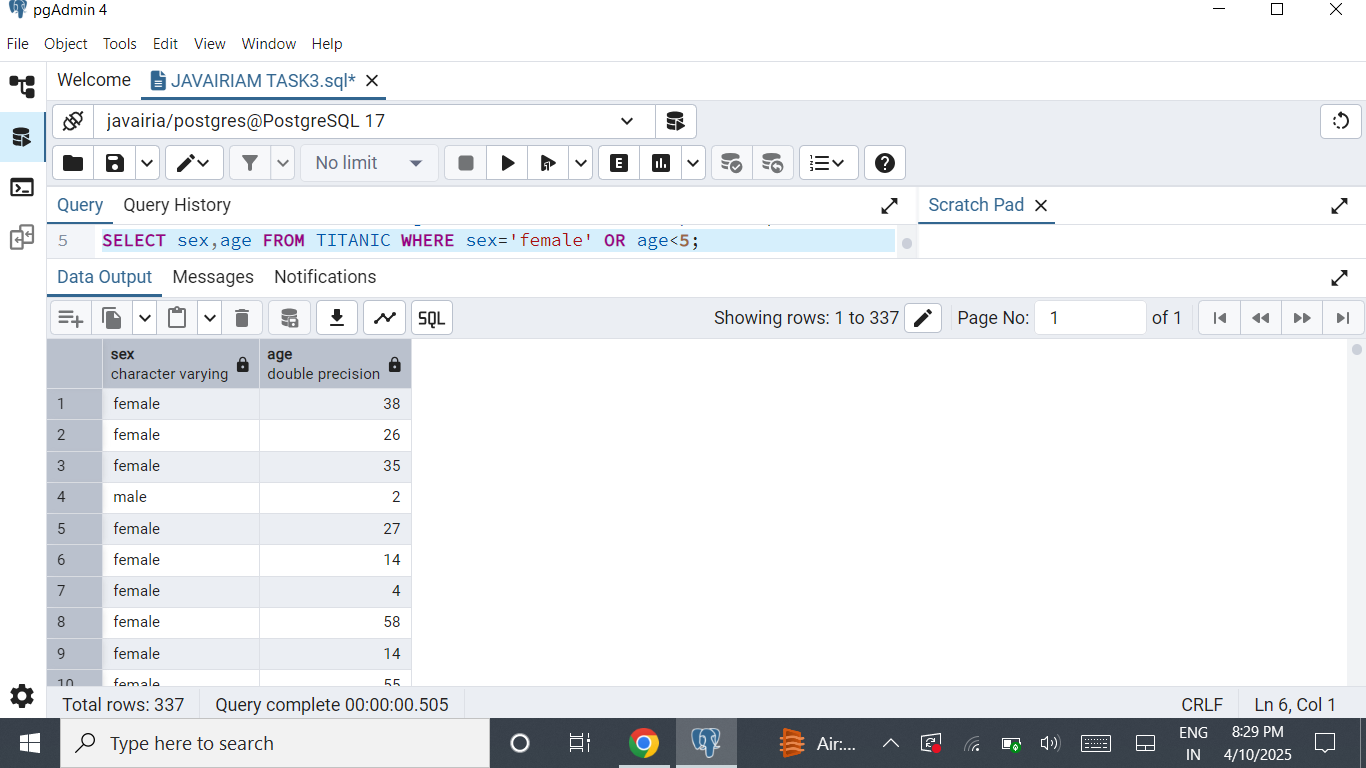 pgAdmin 4
File Object Tools Edit View Window Help
Welcome JAVAIRIAM TASK3.sql*
javairia/postgres@PostgreSQL 17
No limit E
Query Query History Scratch Pad
5 SELECT sex,age FROM TITANIC WHERE sex='female' OR age<5;
Data Output Messages Notifications
SQL Showing rows: 1 to 337 Page No: 1 of 1
sex age
character varying double precision
1 female 38
2 female 26
3 female 35
4 male 2
5 female 27
6 female 14
7 female 4
8 female 58
9 female 14
10 female 55
Total rows: 337 Query complete 00:00:00.505 CRLF Ln 6, Col 1
Type here to search Air:... ENG 8:29 PM
IN 4/10/2025